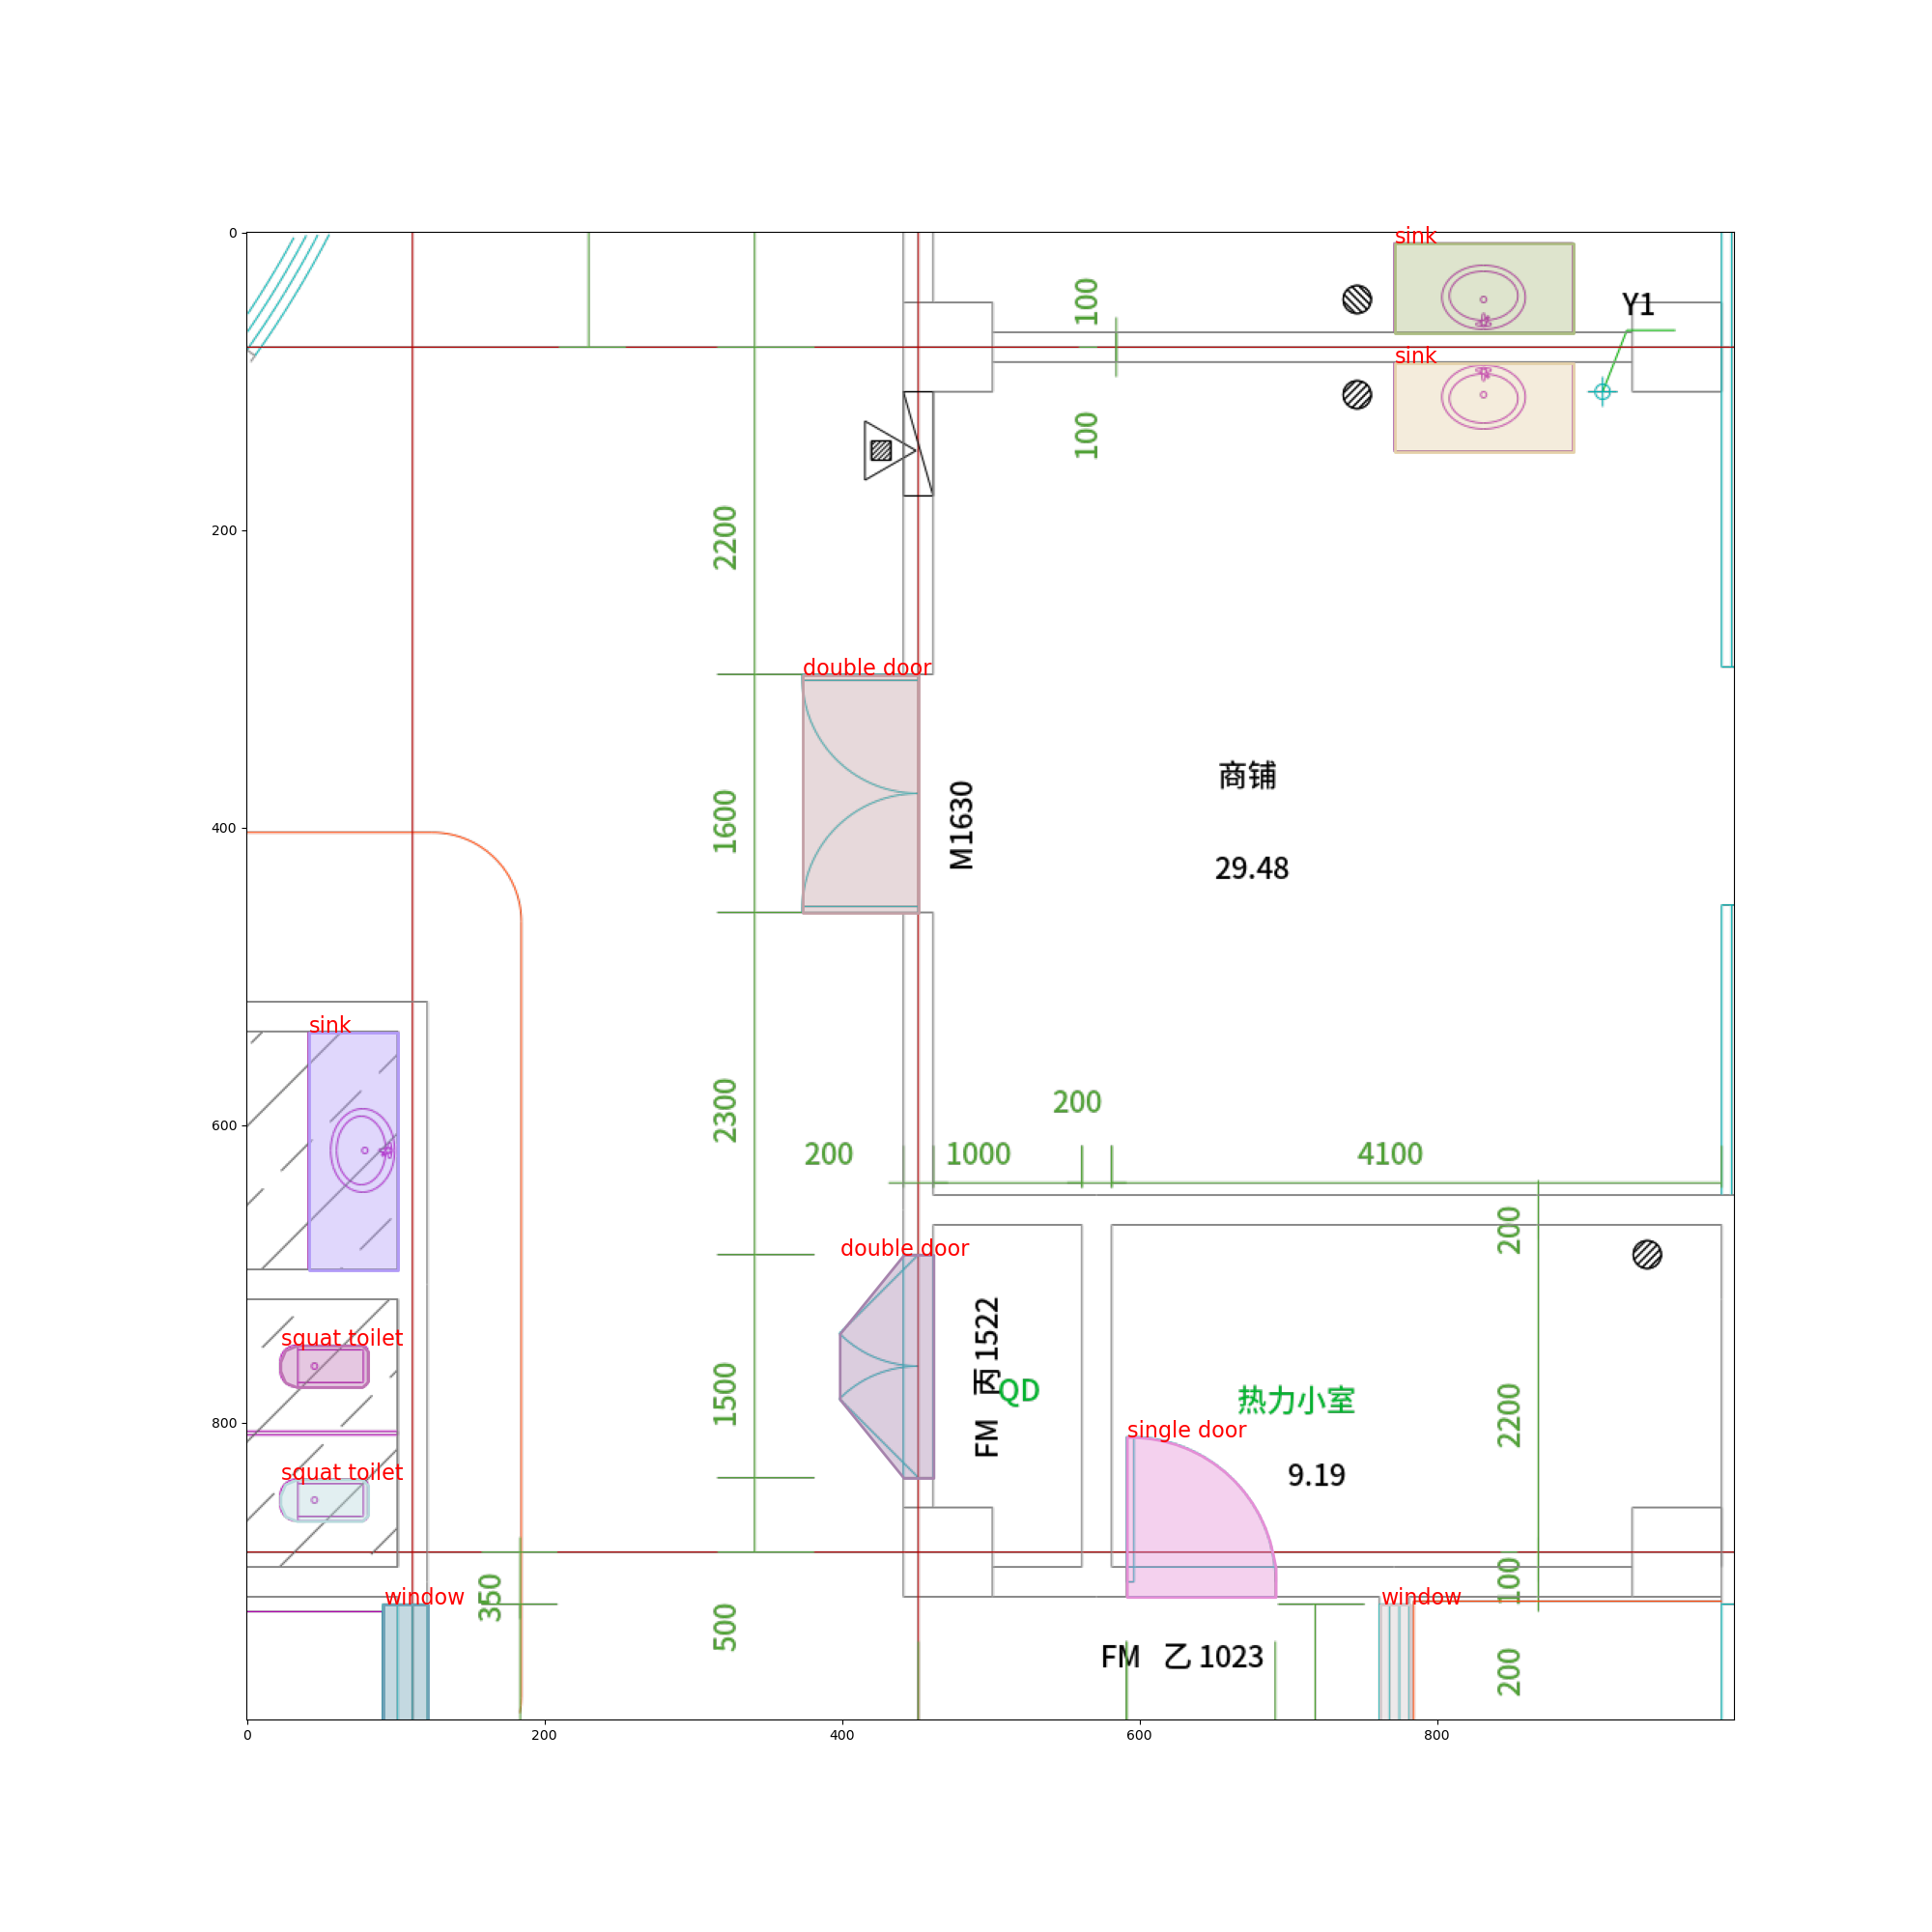 0
sink
Y1
100
sink
100
200
2200
double door
商铺
M1630
1600
400
29.48
sink
200
2300
600
200
1000
4100
200
double door
FM 丙 1522
squat toilet
1500
QD
热力小室
2200
800
single door
squat toilet
9.19
window
350
100
window
500
FM 乙 1023
200
0
200
400
600
800